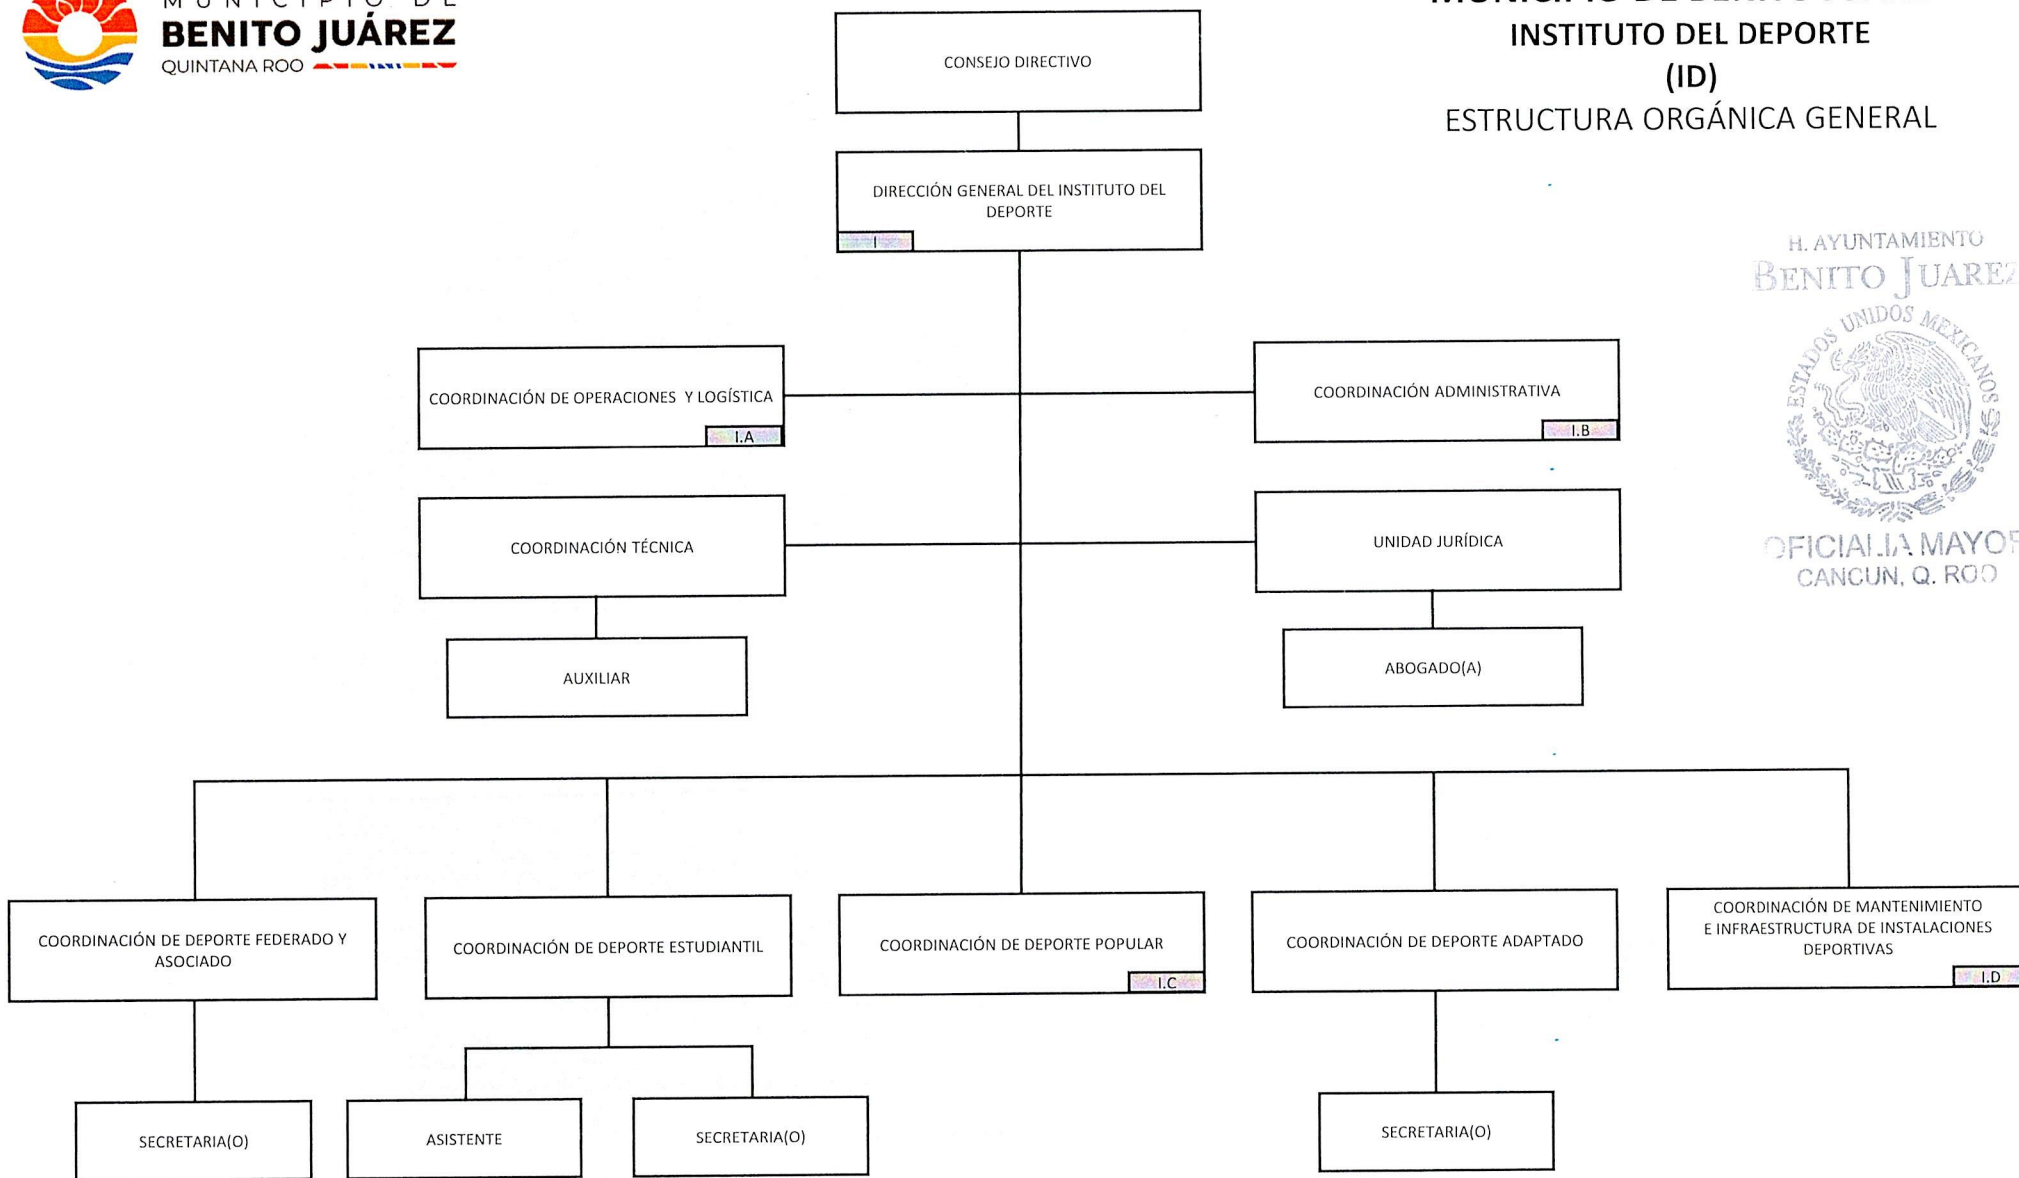 MUNICIPIO DE
BENITO JUÁREZ
QUINTANA ROO
INSTITUTO DEL DEPORTE
(ID)
ESTRUCTURA ORGÁNICA GENERAL
CONSEJO DIRECTIVO
DIRECCIÓN GENERAL DEL INSTITUTO DEL
DEPORTE
I
H. AYUNTAMIENTO
BENITO JUAREZ
ESTADOS UNIDOS MEXICANOS
OFICIALIA MAYOR
CANCUN, Q. ROO
COORDINACIÓN DE OPERACIONES Y LOGÍSTICA
I.A
COORDINACIÓN ADMINISTRATIVA
I.B
COORDINACIÓN TÉCNICA
UNIDAD JURÍDICA
AUXILIAR
ABOGADO(A)
COORDINACIÓN DE DEPORTE FEDERADO Y
ASOCIADO
COORDINACIÓN DE DEPORTE ESTUDIANTIL
COORDINACIÓN DE DEPORTE POPULAR
I.C
COORDINACIÓN DE DEPORTE ADAPTADO
COORDINACIÓN DE MANTENIMIENTO
E INFRAESTRUCTURA DE INSTALACIONES
DEPORTIVAS
I.D
SECRETARIA(O)
ASISTENTE
SECRETARIA(O)
SECRETARIA(O)